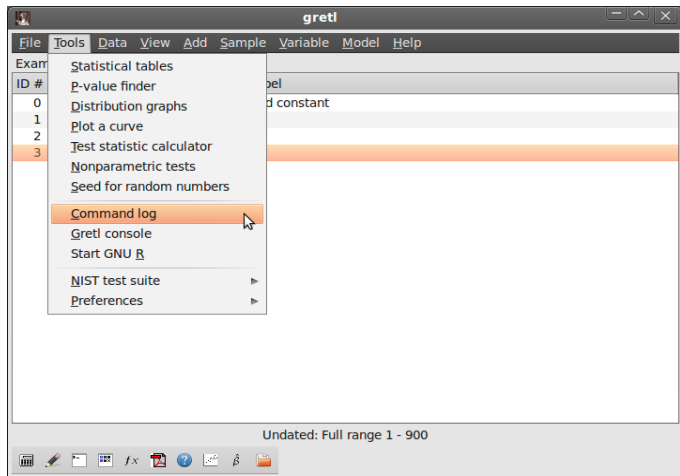 gretl
File Tools Data View Add Sample Variable Model Help
Exam
ID # bel
0 d constant
1
2
3
Statistical tables
P-value finder
Distribution graphs
Plot a curve
Test statistic calculator
Nonparametric tests
Seed for random numbers
Command log
Gretl console
Start GNU R
NIST test suite
Preferences
Undated: Full range 1 - 900
fx β̂